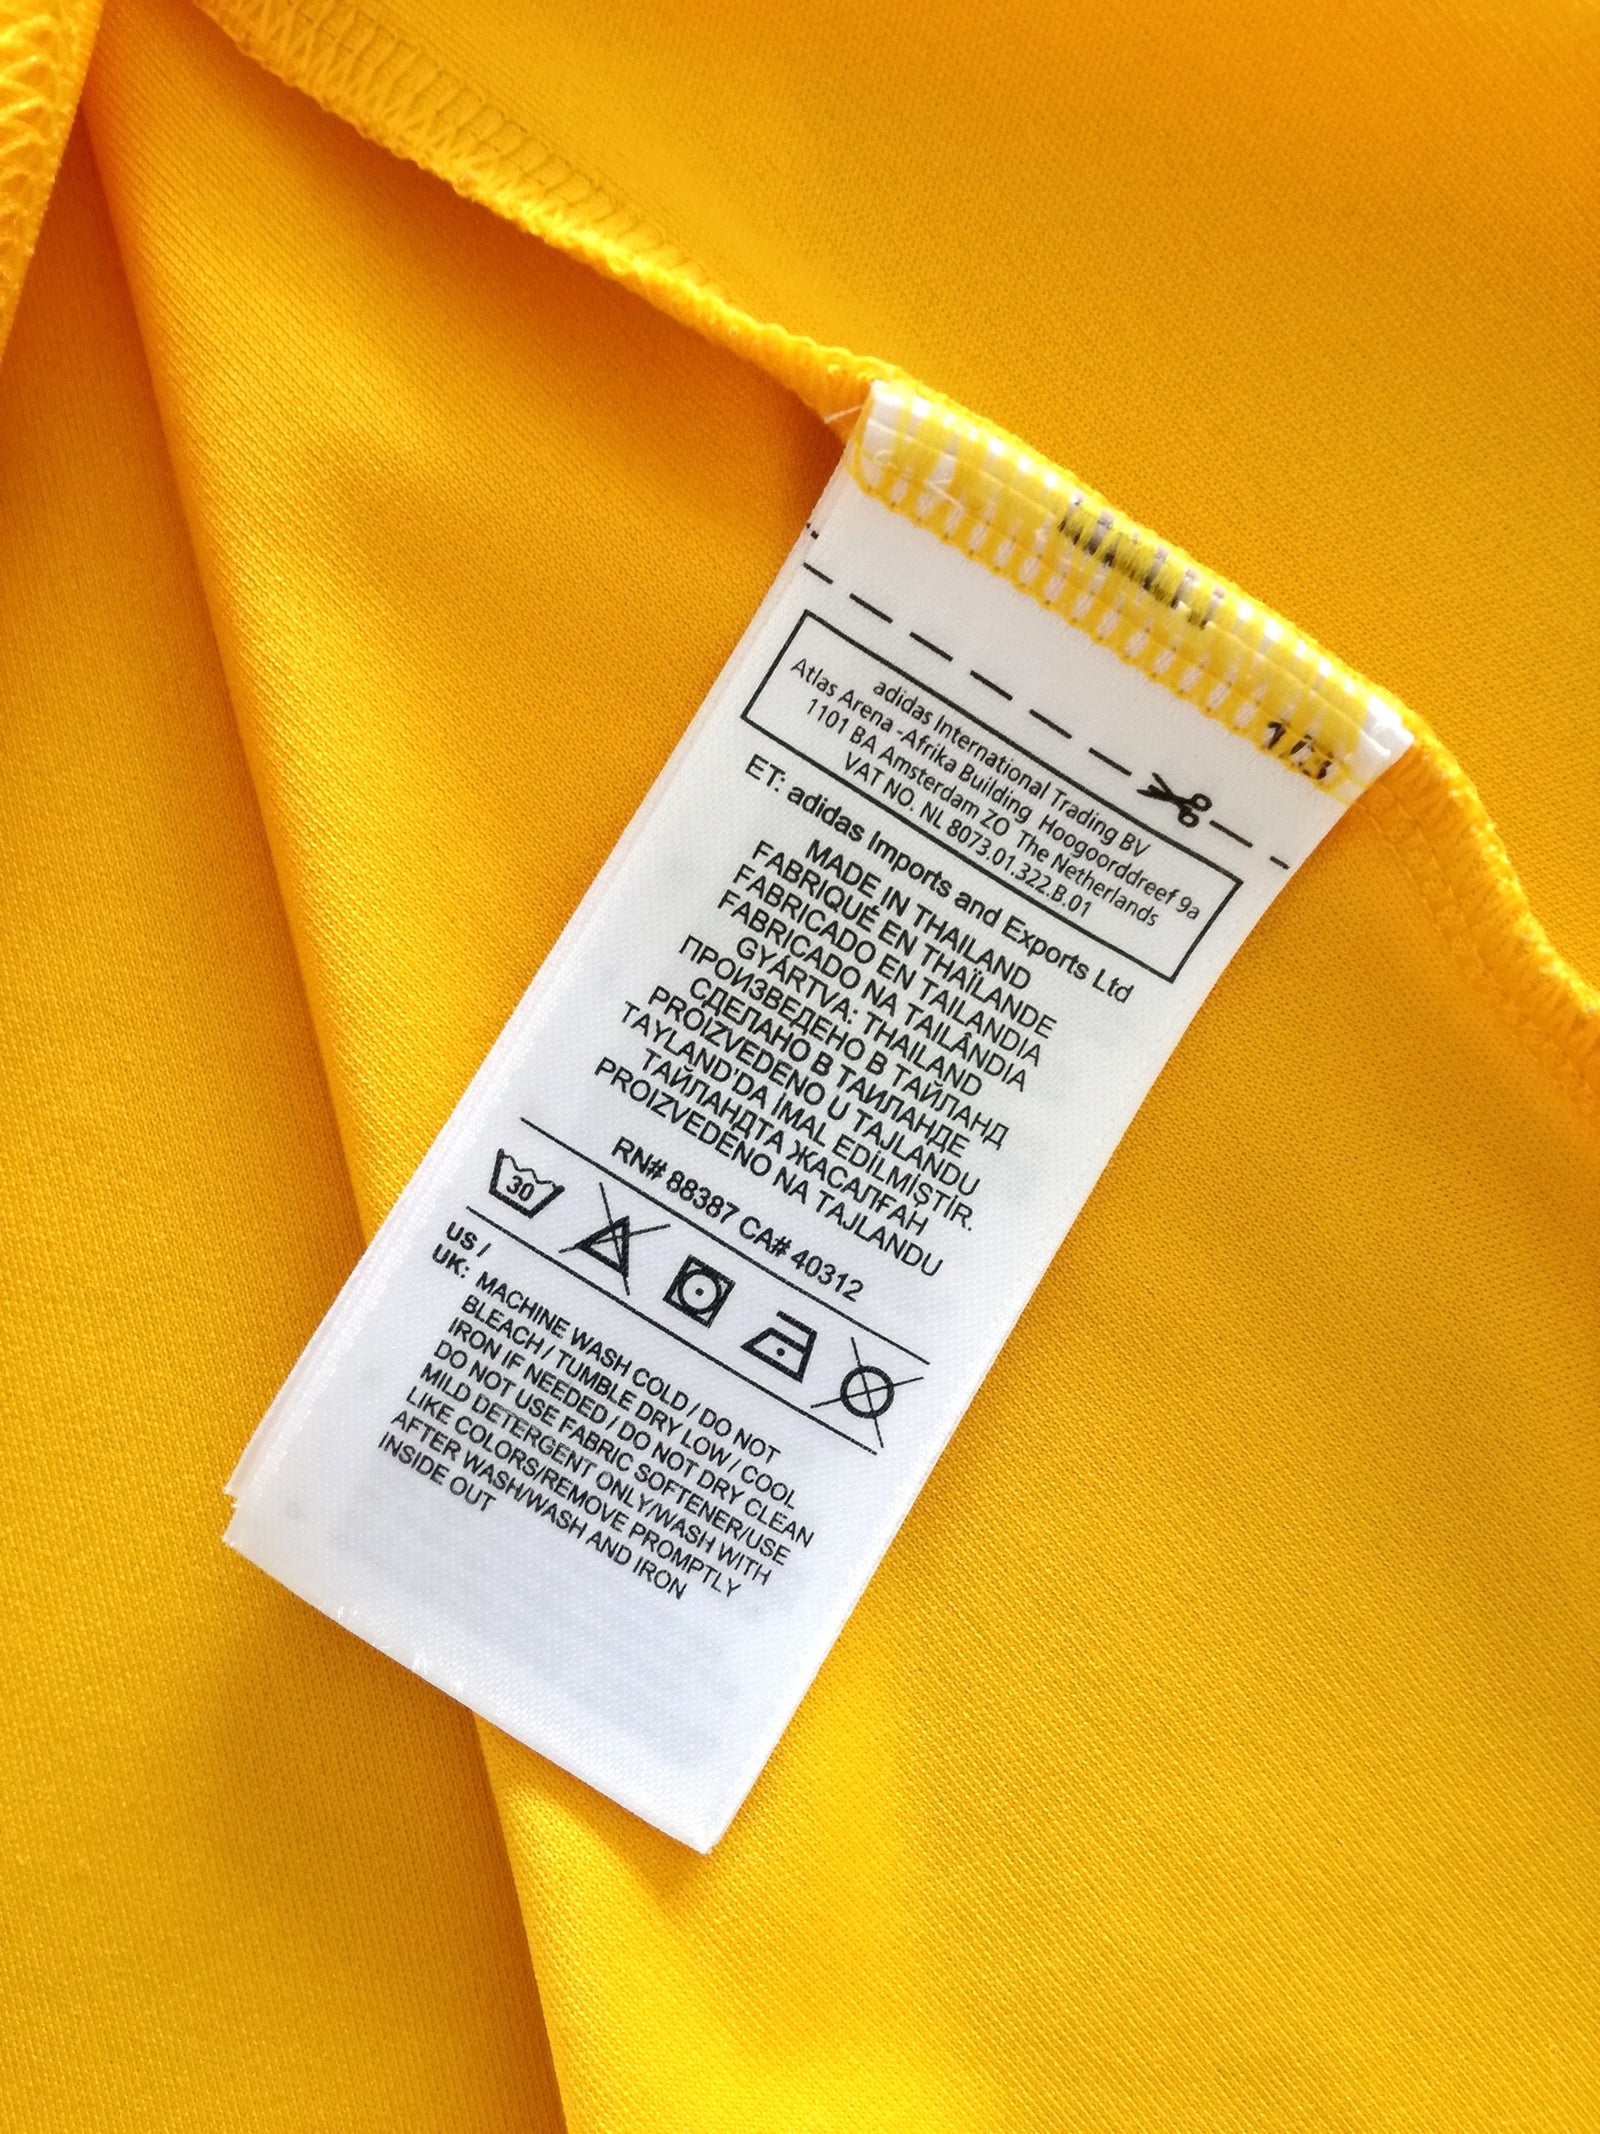 1/3
adidas International Trading BV
Atlas Arena -Afrika Building Hoogoorddreef 9a
1101 BA Amsterdam ZO The Netherlands
VAT NO. NL 8073.01.322.B.01
ET: adidas Imports and Exports Ltd
MADE IN THAILAND
FABRIQUÉ EN THAÏLANDE
FABRICADO EN TAILANDIA
FABRICADO NA TAILÂNDIA
GYÁRTVA: THAILAND
ПРОИЗВЕДЕНО В ТАЙЛАНД
СДЕЛАНО В ТАИЛАНДЕ
PROIZVEDENO U TAJLANDU
TAYLAND'DA İMAL EDİLMİŞTİR.
ТАЙЛАНДТА ЖАСАЛҒАН
PROIZVEDENO NA TAJLANDU
RN# 88387 CA# 40312
30
US /
UK: MACHINE WASH COLD / DO NOT
BLEACH / TUMBLE DRY LOW / COOL
IRON IF NEEDED / DO NOT DRY CLEAN
DO NOT USE FABRIC SOFTENER/USE
MILD DETERGENT ONLY/WASH WITH
LIKE COLORS/REMOVE PROMPTLY
AFTER WASH/WASH AND IRON
INSIDE OUT